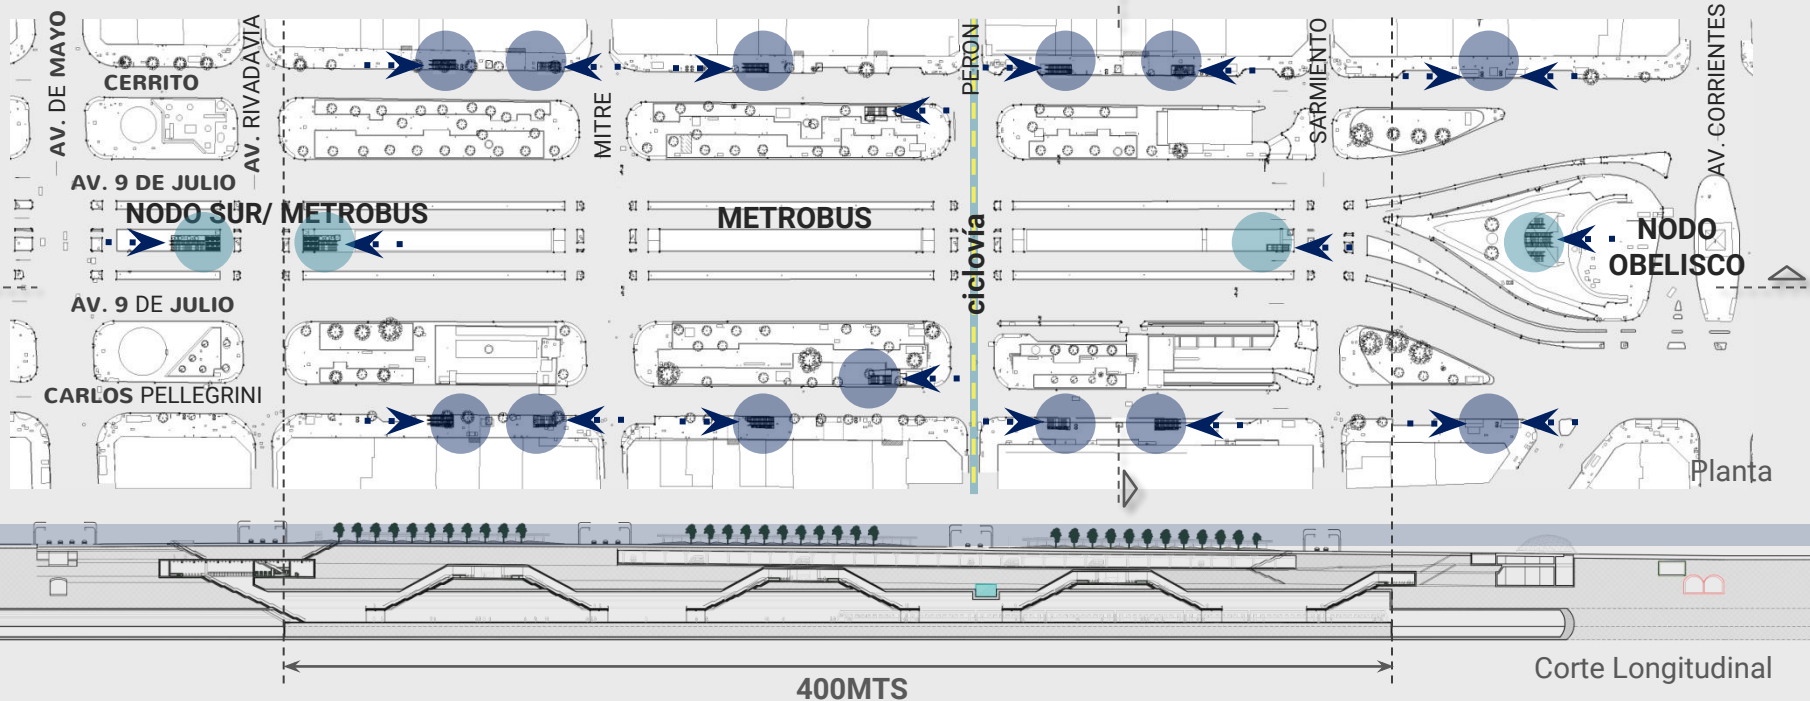 AV. DE MAYO
CERRITO
AV. RIVADAVIA
MITRE
PERON
SARMIENTO
AV. CORRIENTES
AV. 9 DE JULIO
NODO SUR/ METROBUS
METROBUS
ciclovía
NODO
OBELISCO
AV. 9 DE JULIO
CARLOS PELLEGRINI
Planta
Corte Longitudinal
400MTS